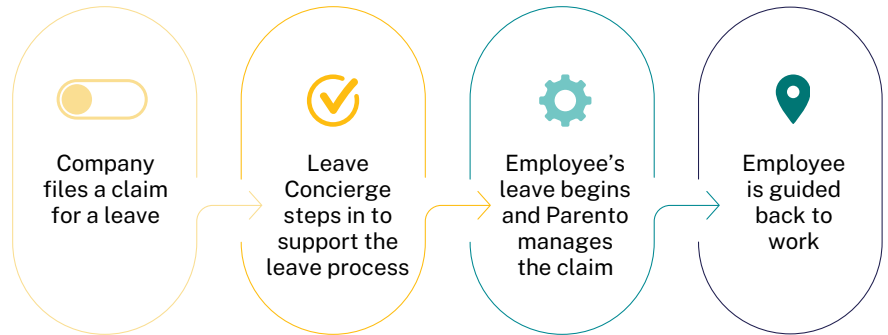 Company
files a claim
for a leave
Leave
Concierge
steps in to
support the
leave process
Employee’s
leave begins
and Parento
manages
the claim
Employee
is guided
back to
work